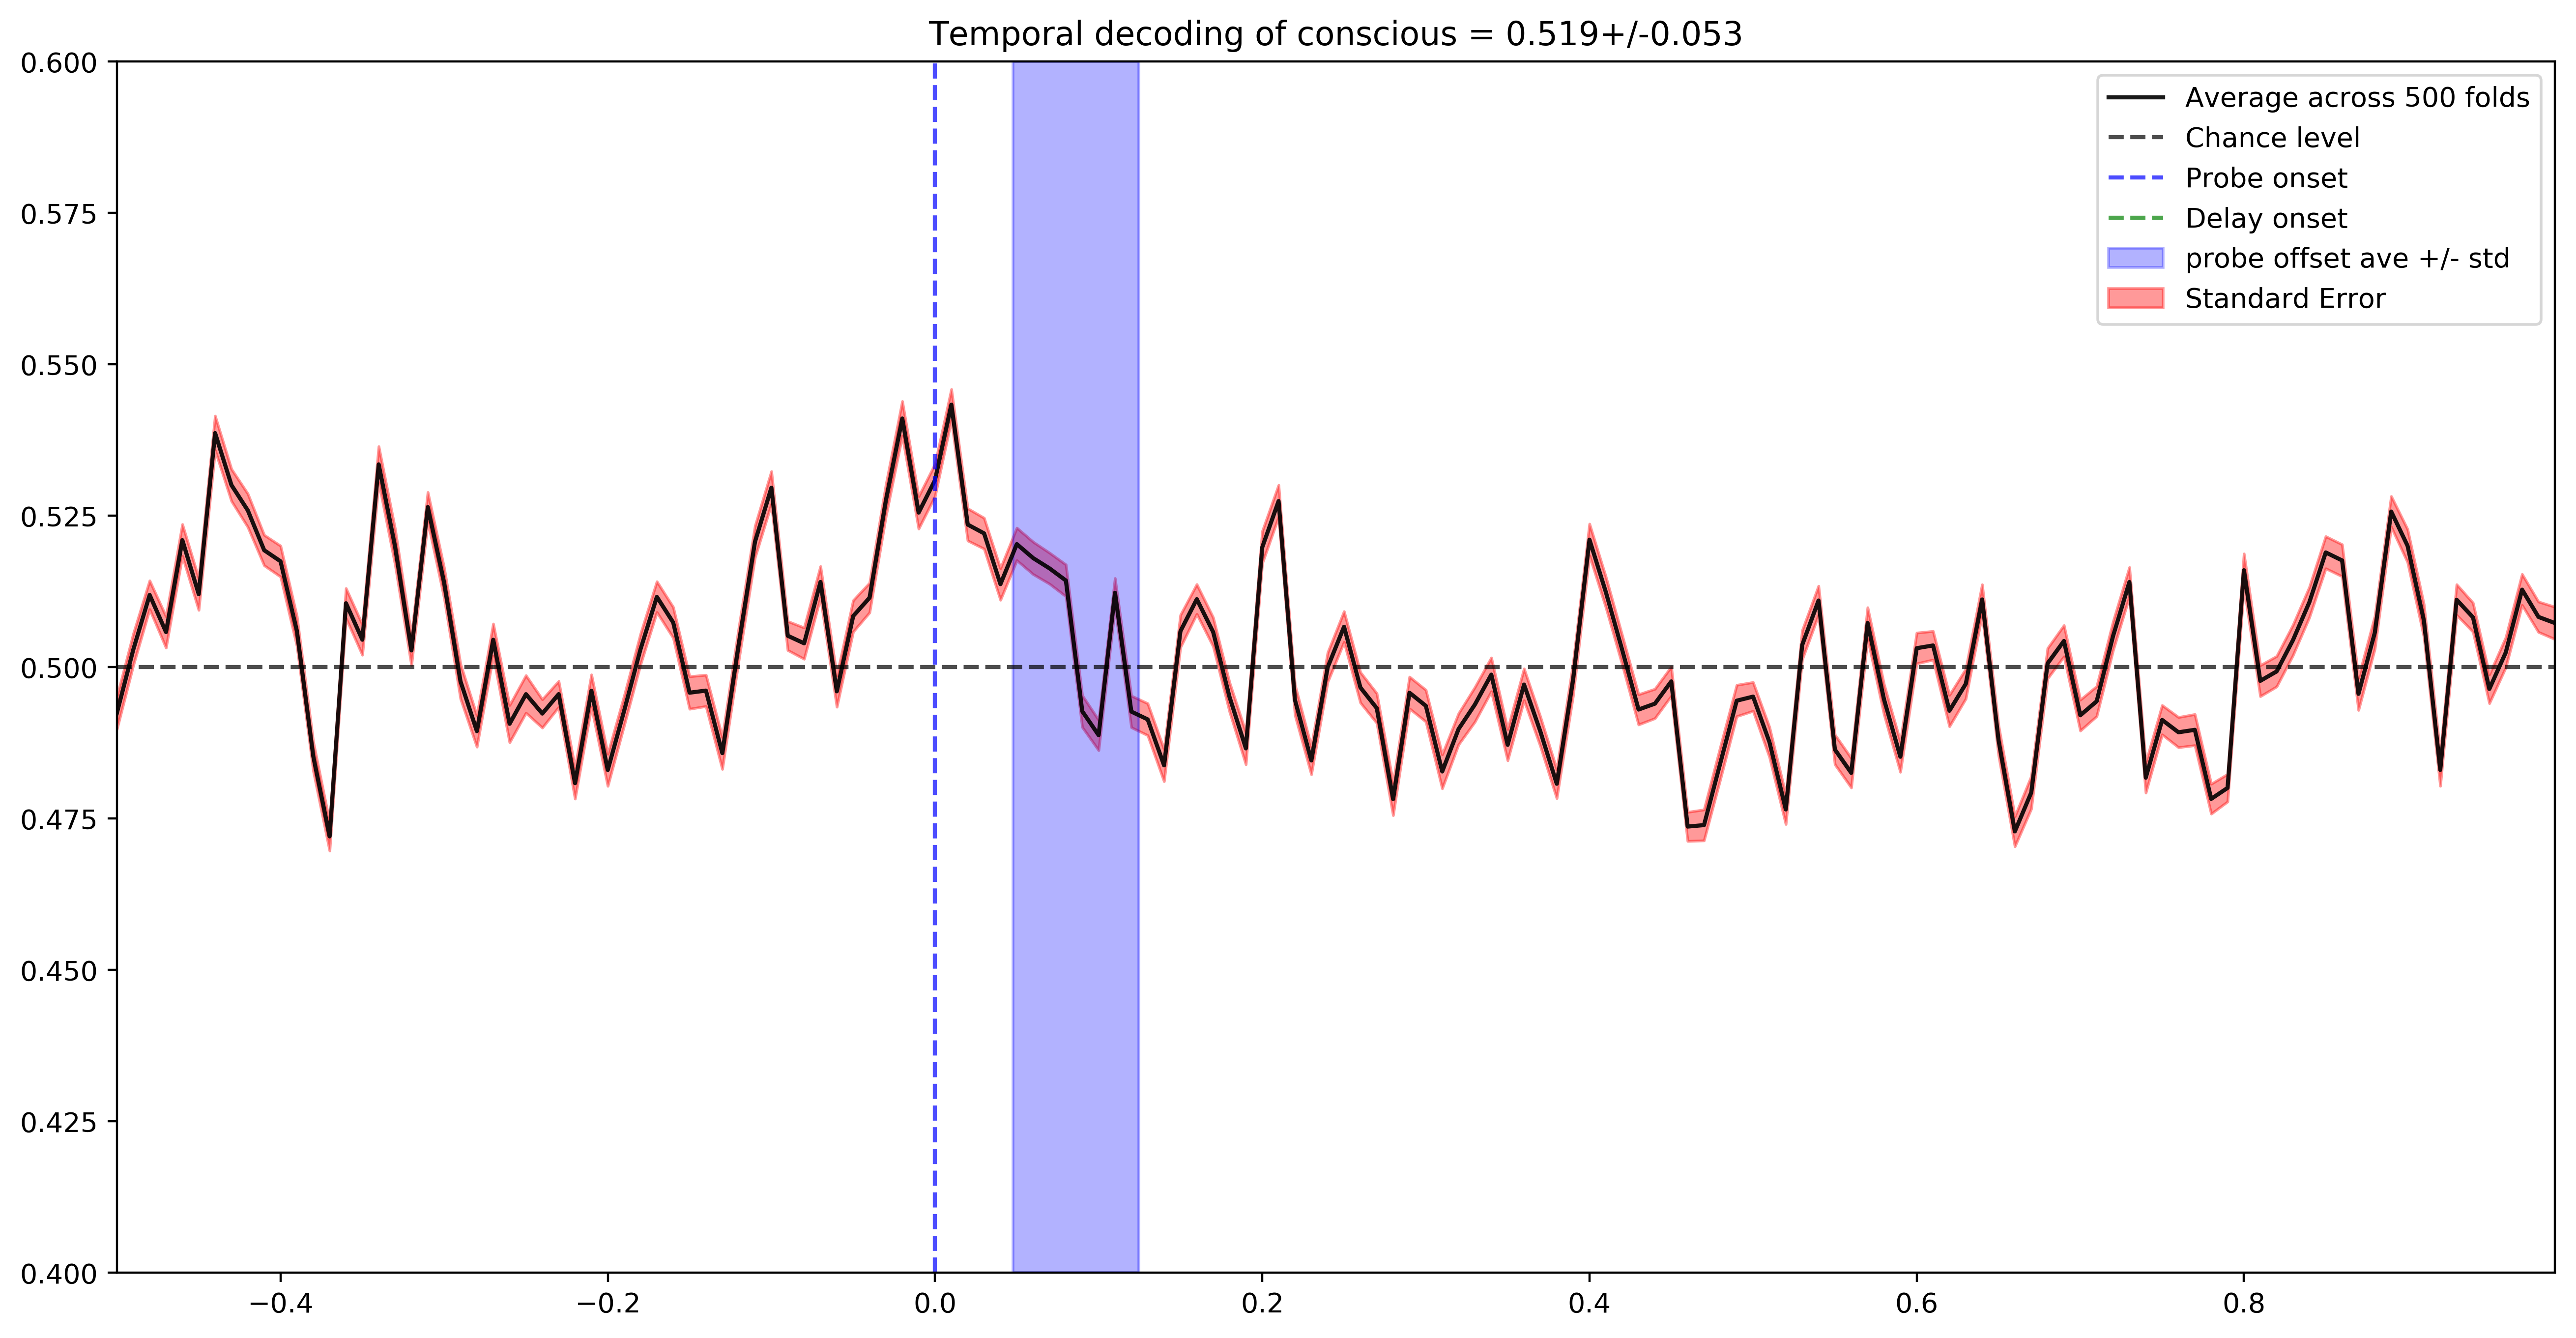 Temporal decoding of conscious = 0.519+/-0.053
0.600
0.575
0.550
0.525
0.500
0.475
0.450
0.425
0.400
−0.4
−0.2
0.0
0.2
0.4
0.6
0.8
Average across 500 folds
Chance level
Probe onset
Delay onset
probe offset ave +/- std
Standard Error